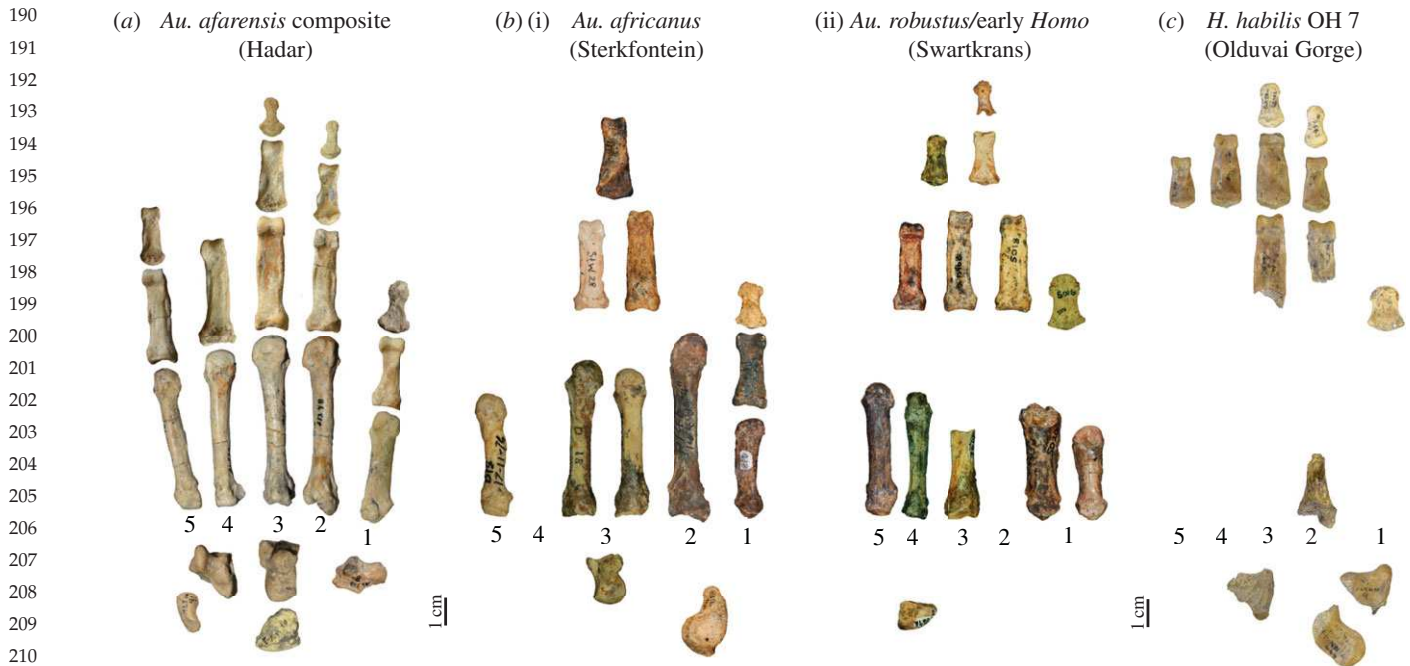 190
191
192
193
194
195
196
197
198
199
200
201
202
203
204
205
206
207
208
209
210
(a) Au. afarensis composite
(Hadar)
(b) (i) Au. africanus
(Sterkfontein)
(ii) Au. robustus/early Homo
(Swartkrans)
(c) H. habilis OH 7
(Olduvai Gorge)
5 4 3 2 1
5 4 3 2 1
5 4 3 2 1
5 4 3 2 1
1 cm
1 cm